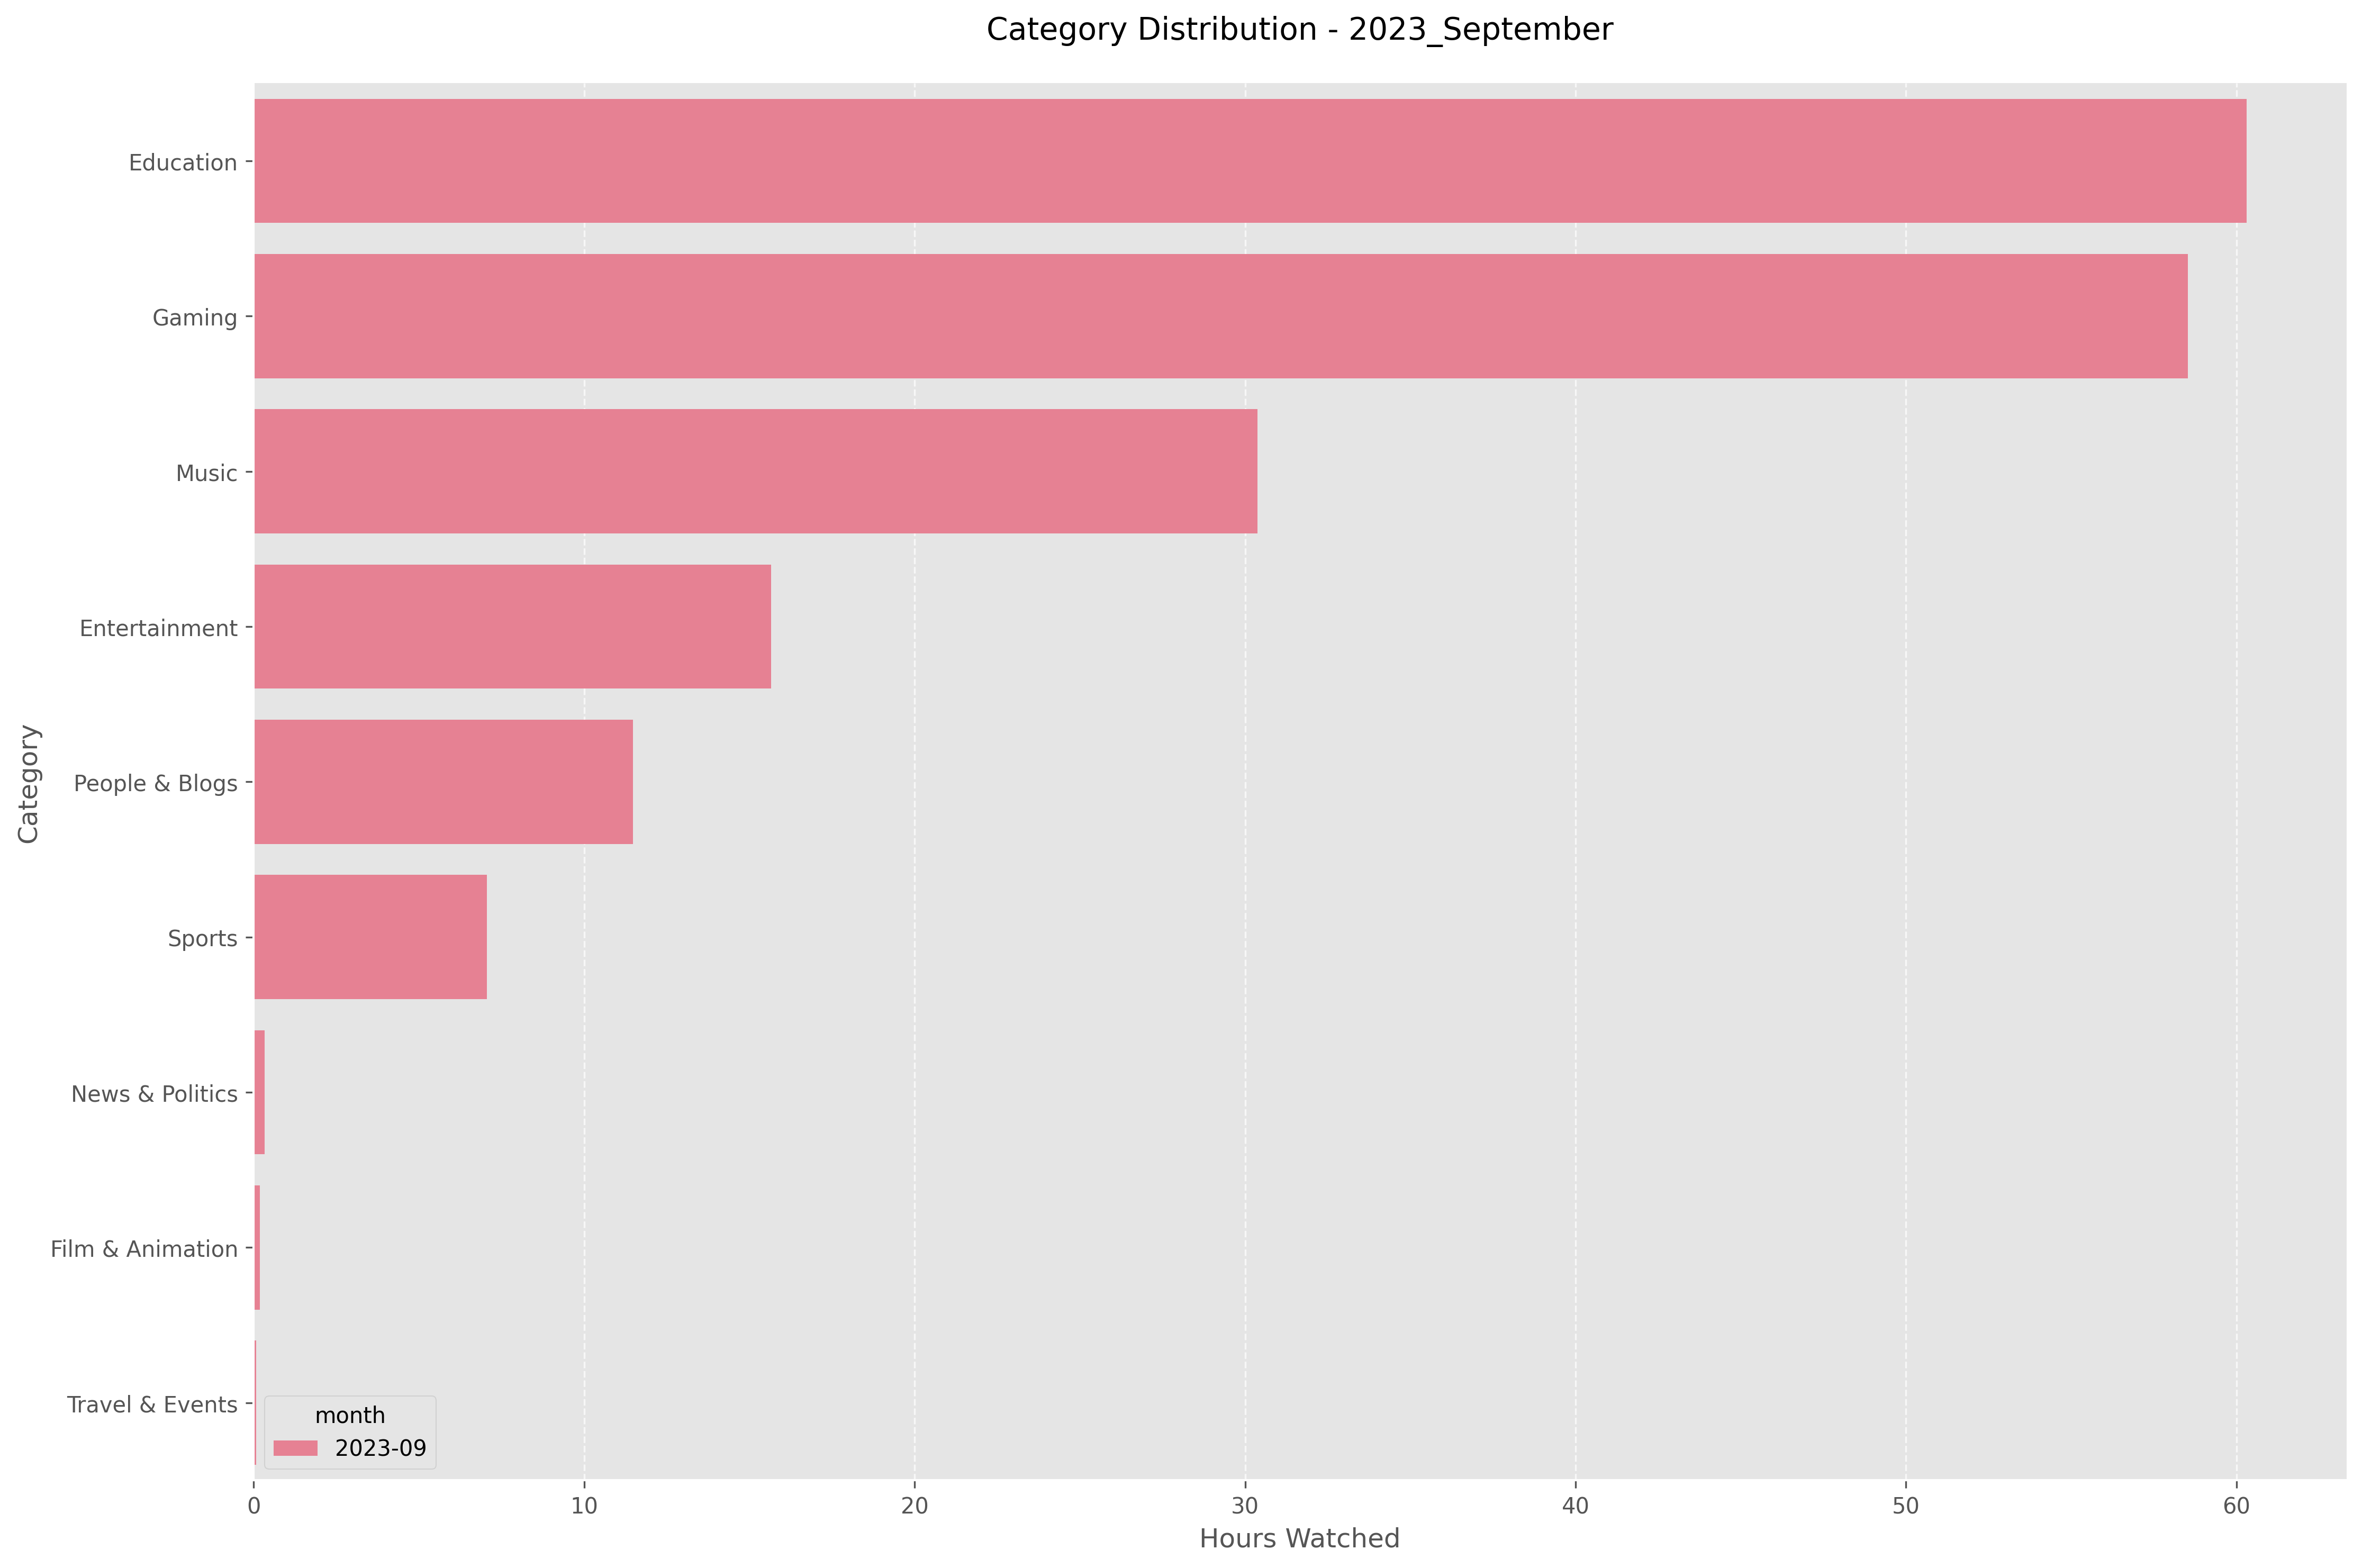 Category Distribution - 2023_September
Category
Education
Gaming
Music
Entertainment
People & Blogs
Sports
News & Politics
Film & Animation
Travel & Events
month
2023-09
0 10 20 30 40 50 60
Hours Watched